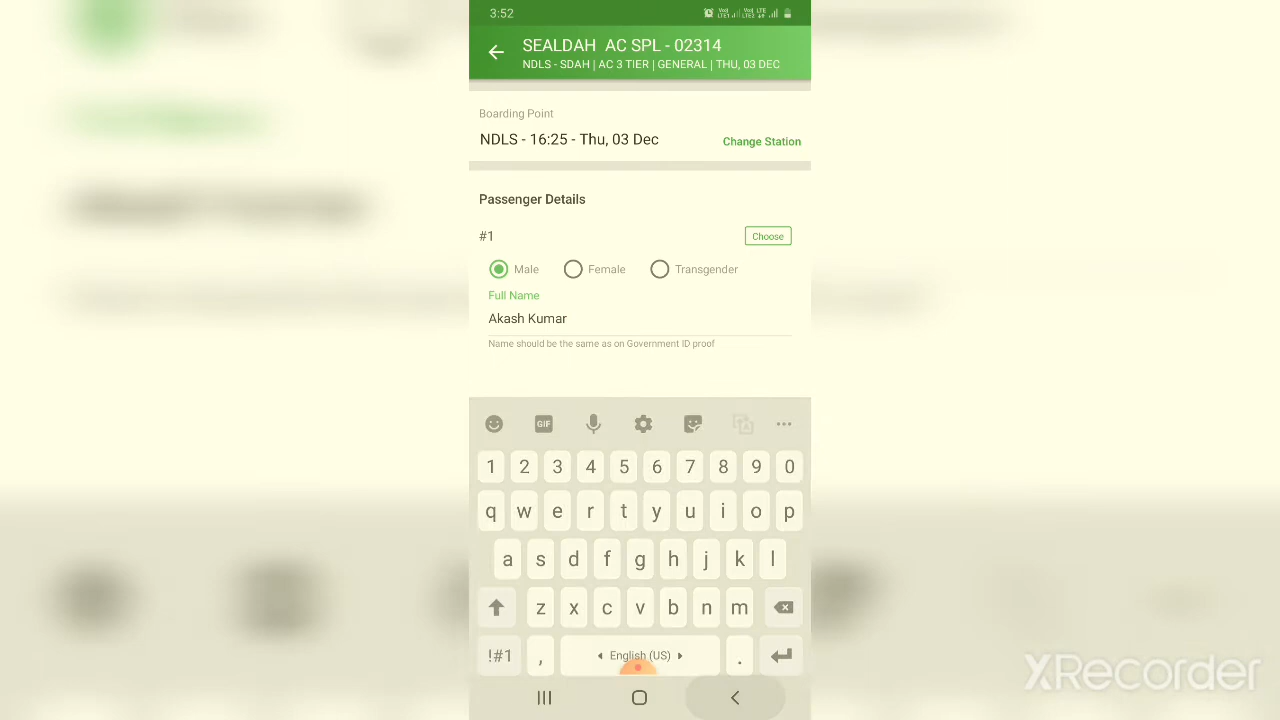 3:52
SEALDAH AC SPL - 02314
NDLS - SDAH | AC 3 TIER | GENERAL | THU, 03 DEC
Boarding Point
NDLS - 16:25 - Thu, 03 Dec
Change Station
Passenger Details
#1
Choose
Male
Female
Transgender
Full Name
Akash Kumar
Name should be the same as on Government ID proof
GIF
1 2 3 4 5 6 7 8 9 0
q w e r t y u i o p
a s d f g h j k l
z x c v b n m
!#1 , English (US) .
XRecorder